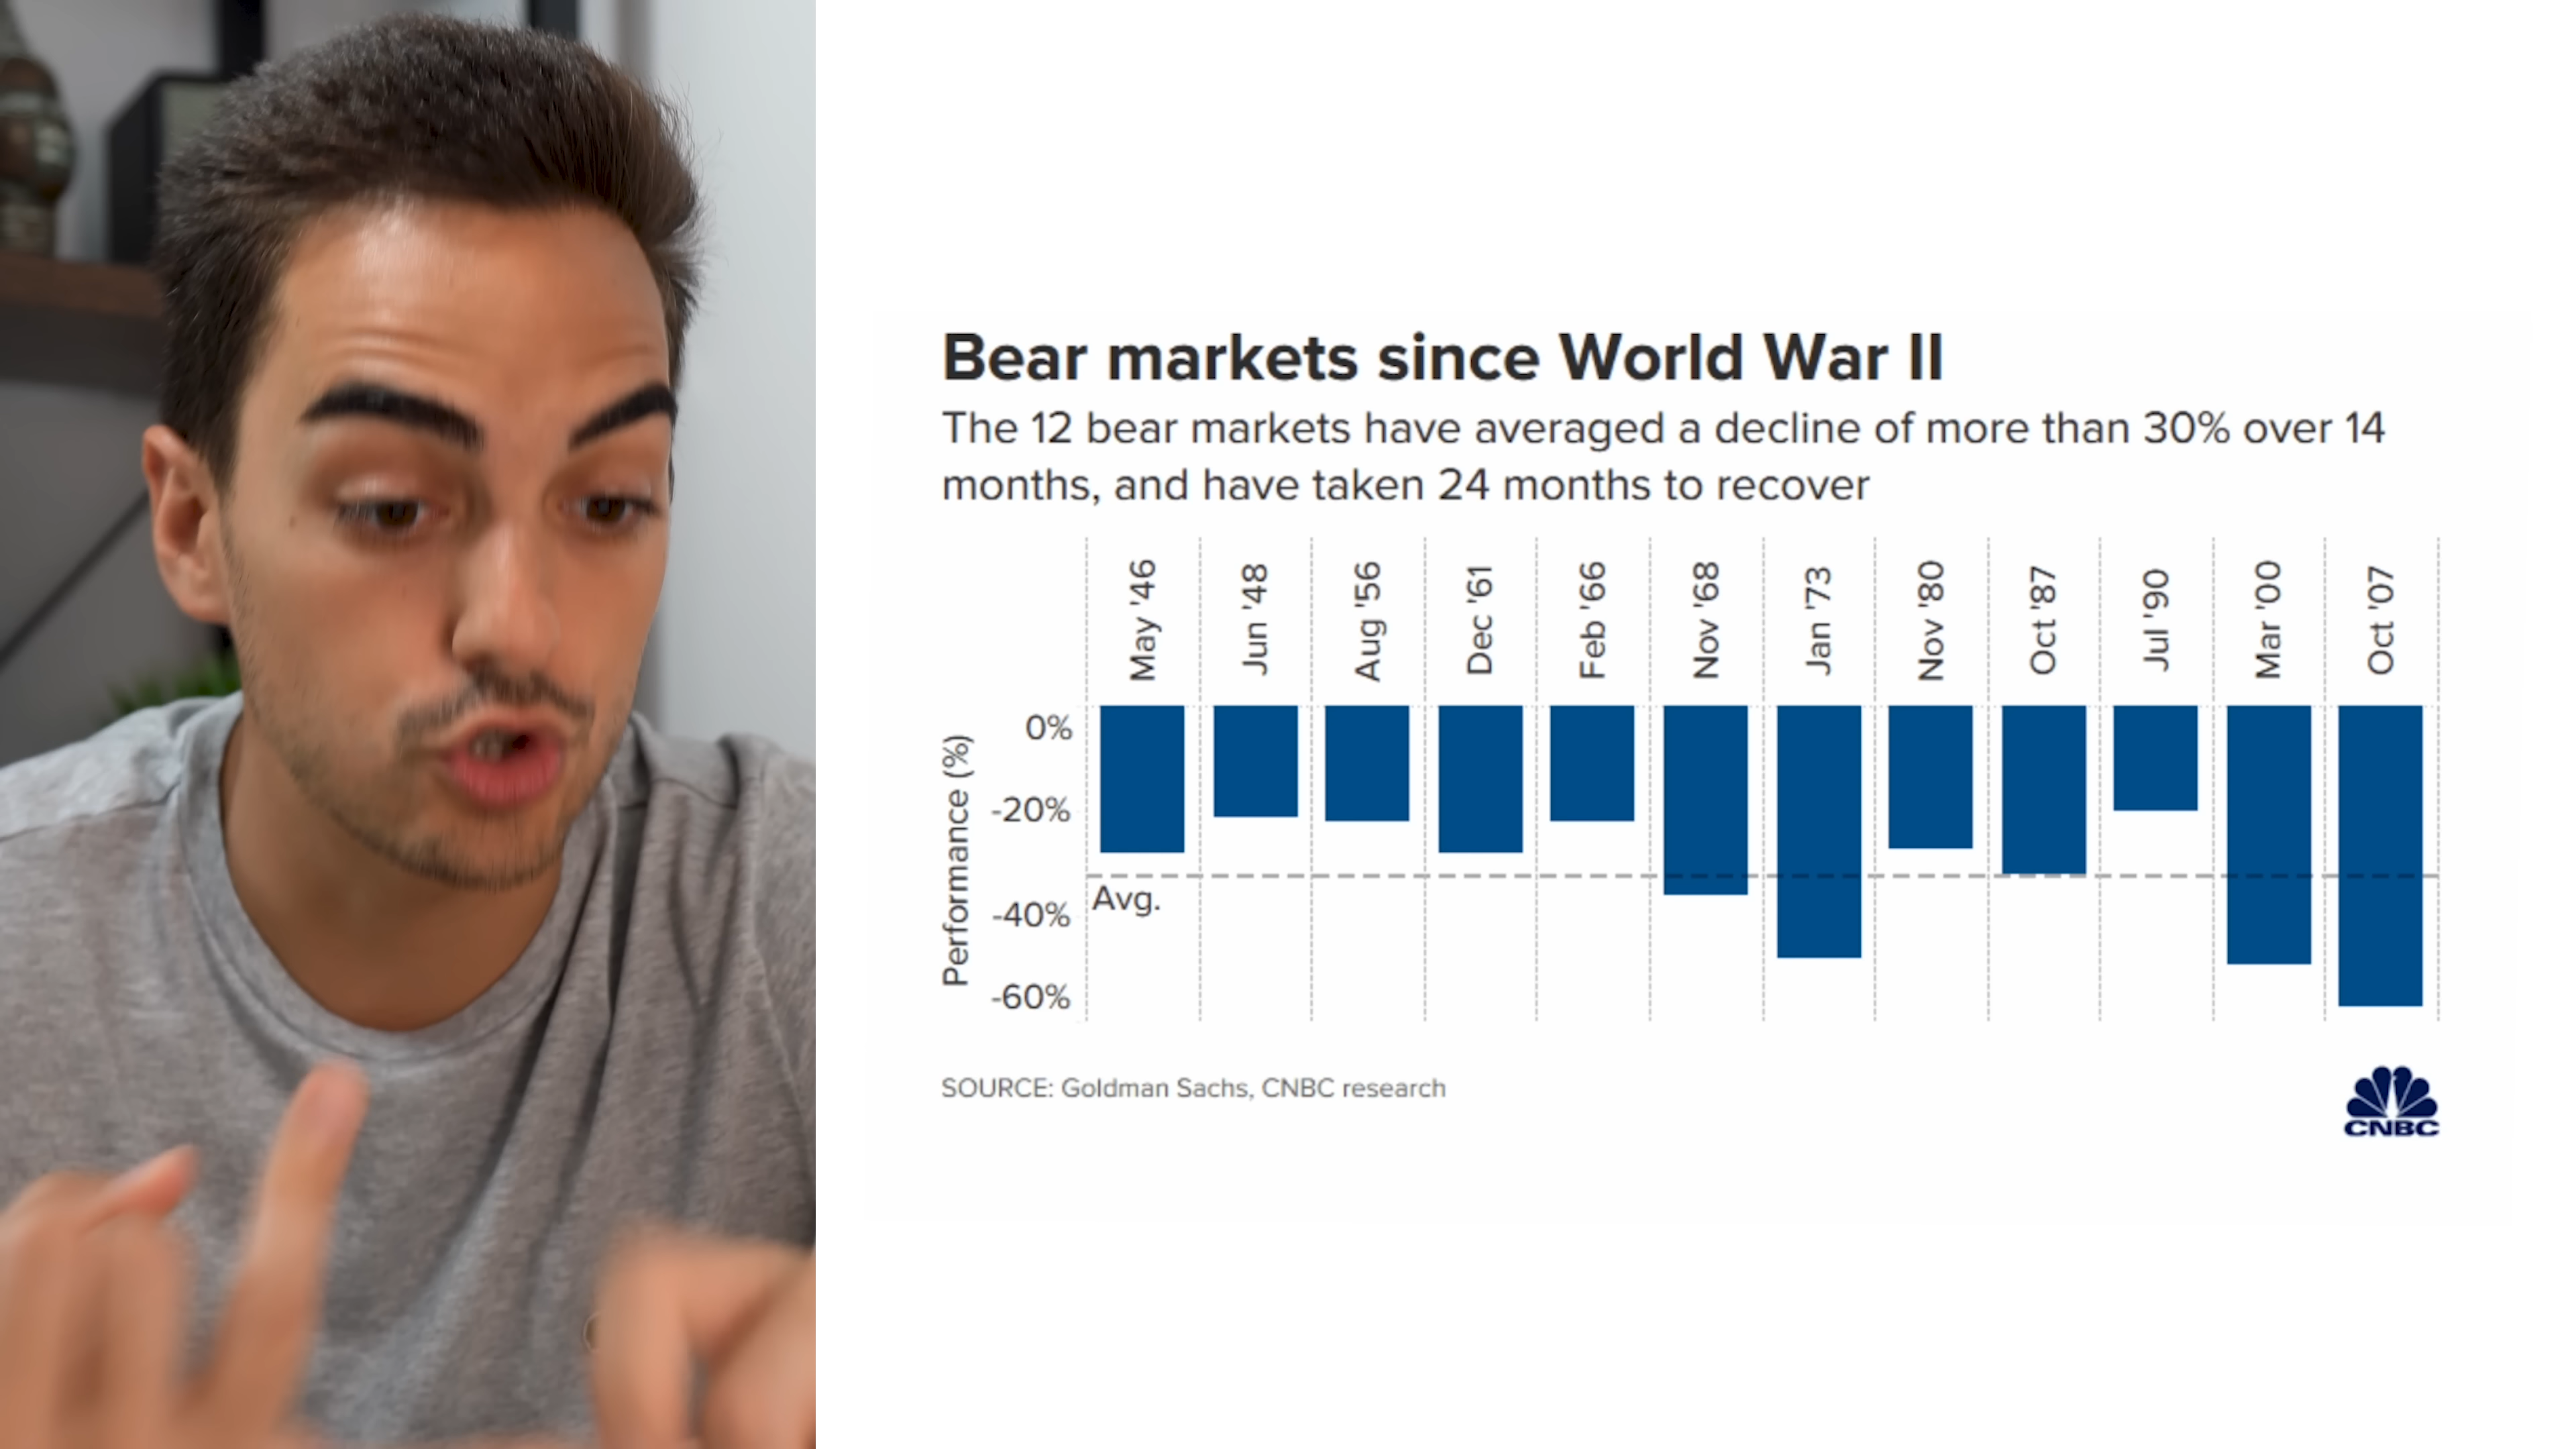 Bear markets since World War II
The 12 bear markets have averaged a decline of more than 30% over 14
months, and have taken 24 months to recover
May '46
Jun '48
Aug '56
Dec '61
Feb '66
Nov '68
Jan '73
Nov '80
Oct '87
Jul '90
Mar '00
Oct '07
Performance (%)
0%
-20%
-40%
-60%
Avg.
SOURCE: Goldman Sachs, CNBC research
CNBC